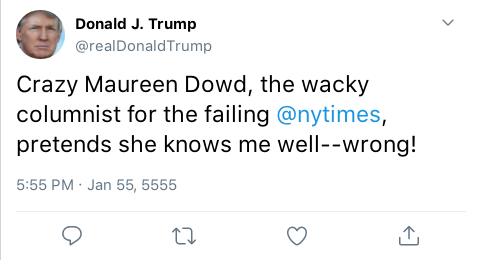 Donald J. Trump
@realDonaldTrump
Crazy Maureen Dowd, the wacky
columnist for the failing @nytimes,
pretends she knows me well--wrong!
5:55 PM · Jan 55, 5555